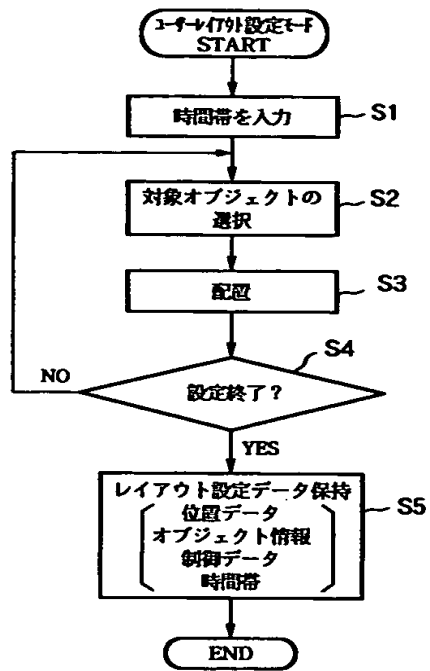 ユーザーレイアウト設定モード
START
時間帯を入力
S1
対象オブジェクトの
選択
S2
配置
S3
S4
設定終了？
NO
YES
レイアウト設定データ保持
位置データ
オブジェクト情報
制御データ
時間帯
S5
END